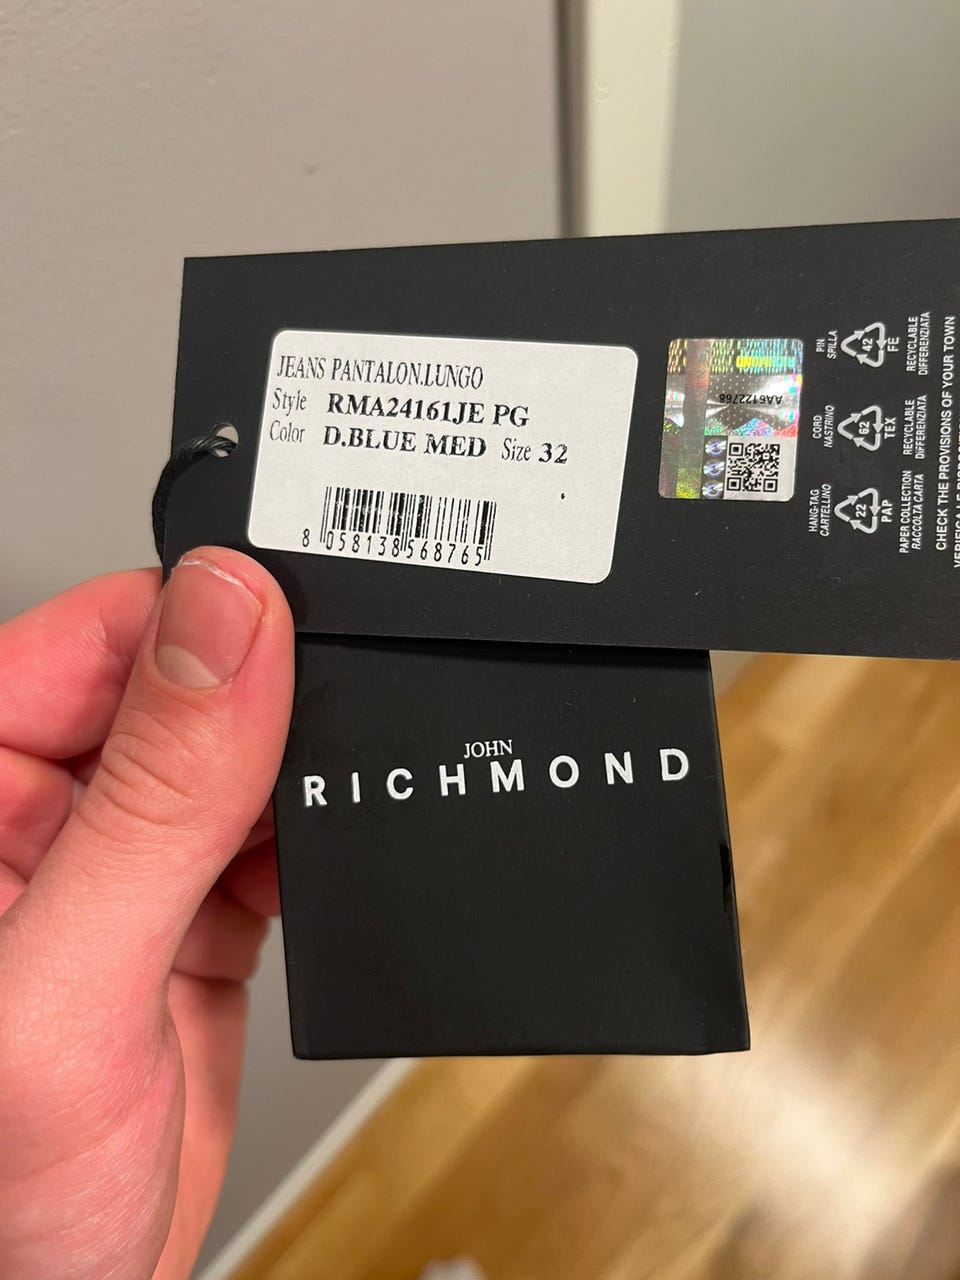 JEANS PANTALON.LUNGO
Style RMA24161JE PG
Color D.BLUE MED Size 32
8 058138 568765
RICHMOND
AA6122768
PIN
SPILLA
42
FE
RECYCLABLE
DIFFERENZIATA
CORD
NASTRINO
62
TEX
RECYCLABLE
DIFFERENZIATA
HANG-TAG
CARTELLINO
22
PAP
PAPER COLLECTION
RACCOLTA CARTA
CHECK THE PROVISIONS OF YOUR TOWN
JOHN
RICHMOND